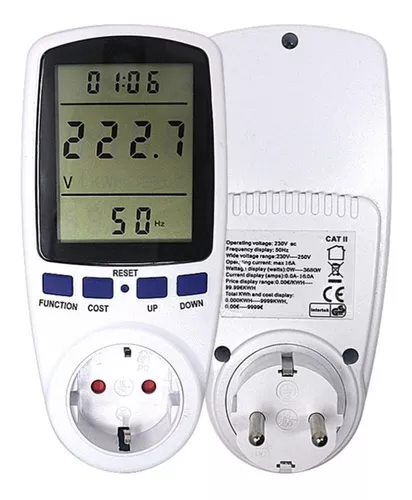 01:06
222.7
V
50 Hz
RESET
FUNCTION COST UP DOWN
Operating voltage: 230V ac
CAT II
Frequency display: 50Hz
Wide voltage range: 230V—250V
Operating current: max 16A
Wattage display (watts):0W—3680W
Current display (amps):0.0A-16.0A
Price display range: 0.00€/KWH—
99.99€KWH
Total KWh and cost display:
0.000KWH—9999KWH,
0.00€—9999€
CE
Intertek